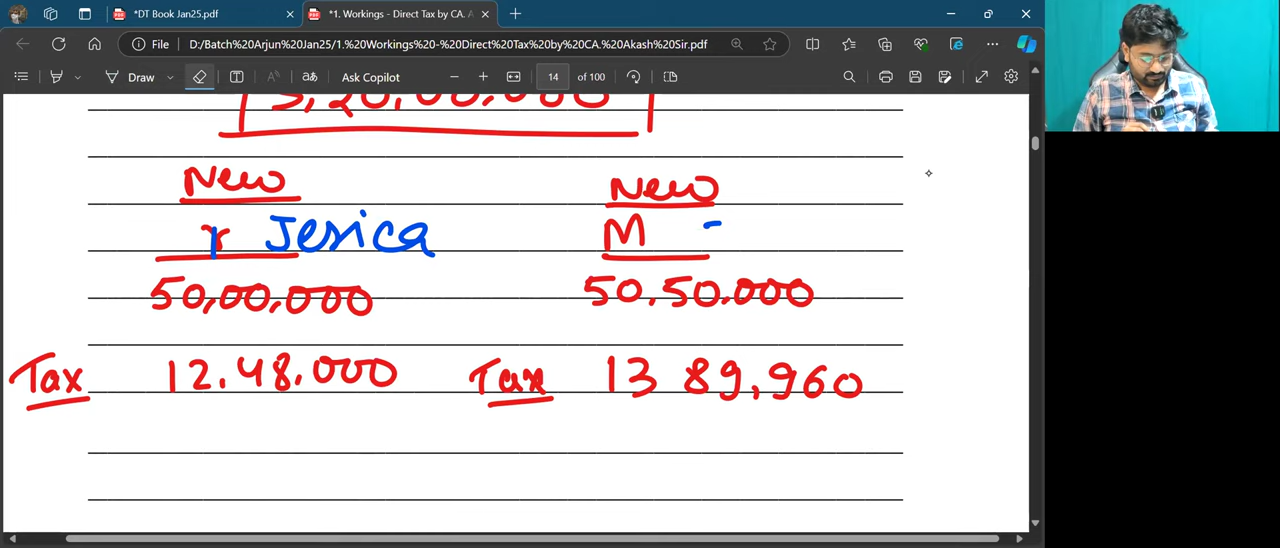 *DT Book Jan25.pdf
*1. Workings - Direct Tax by CA. A
File D:/Batch%20Arjun%20Jan25/1.%20Workings%20-%20Direct%20Tax%20by%20CA.%20Akash%20Sir.pdf
Draw Ask Copilot 14 of 100
New New
Jesica M
50,00,000 50.50.000
Tax 12.48.000 Tax 13 89,960